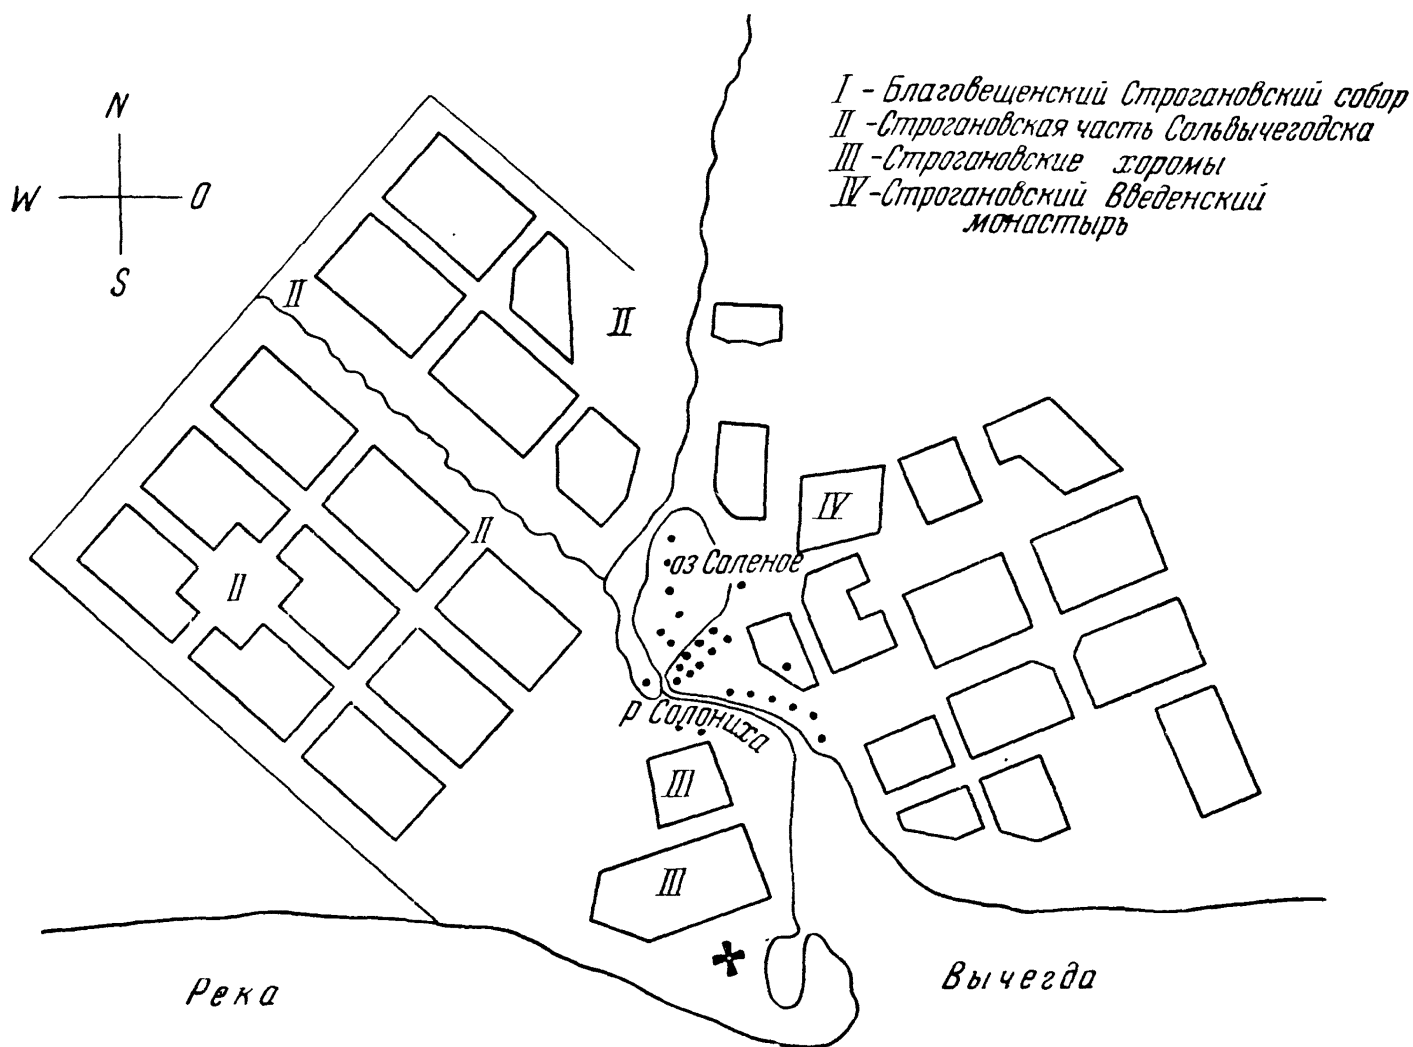 I - Благовещенский Строгановский собор
II - Строгановская часть Сольвычегодска
III - Строгановские хоромы
IV - Строгановский Введенский
монастырь
N
W
O
S
II
II
IV
II
оз Соленое
II
р Солониха
III
III
Река
Вычегда